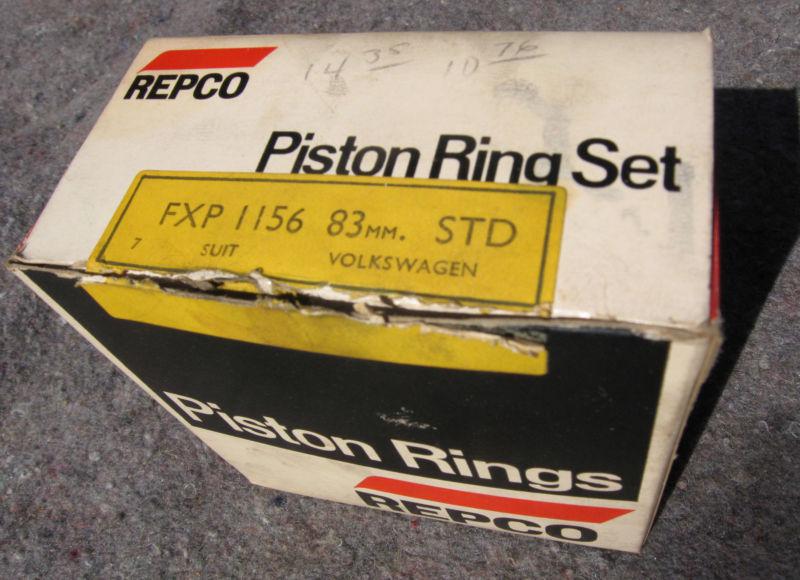 14 35 10 76
REPCO
Piston Ring Set
FXP 1156 83MM. STD
7 SUIT VOLKSWAGEN
Piston Rings
REPCO